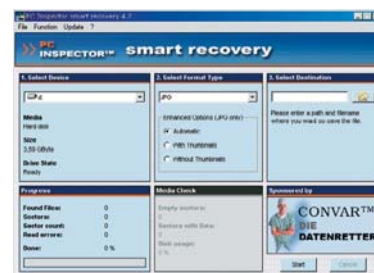 PC Inspector smart recovery 4.2
File Function Update ?
PC
INSPECTOR™ smart recovery
1. Select Device
Media
Hard disk
Size
Drive State
Ready
2. Select Format Type
JPG
Enhanced Options (JPG only)
Automatic
With Thumbnails
Without Thumbnails
3. Select Destination
Please enter a path and filename
where you want to save the file.
Progress
Found Files: 0
Sectors: 0
Sector count: 0
Read errors: 0
Done: 0 %
Media Check
Empty sectors:
0
Sectors with Data:
0
Disk usage:
0 %
Sponsored by
CONVAR™
DIE
DATENRETTER
Start Cancel